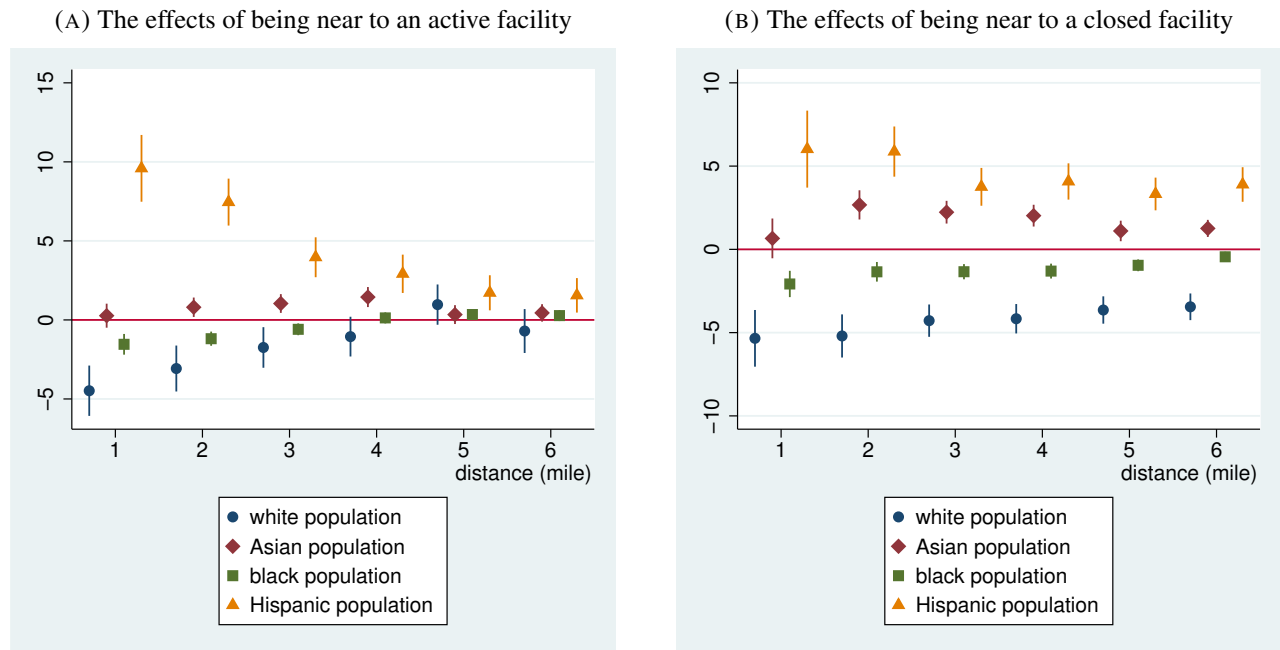 (A) The effects of being near to an active facility
15
10
5
0
−5
1 2 3 4 5 6
distance (mile)
white population
Asian population
black population
Hispanic population
(B) The effects of being near to a closed facility
10
5
0
−5
−10
1 2 3 4 5 6
distance (mile)
white population
Asian population
black population
Hispanic population